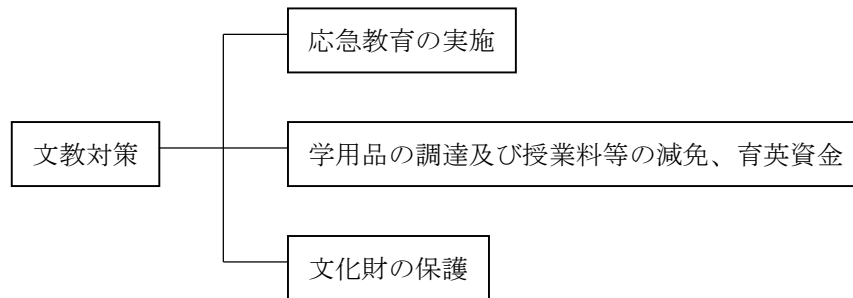 応急教育の実施
文教対策
学用品の調達及び授業料等の減免、育英資金
文化財の保護